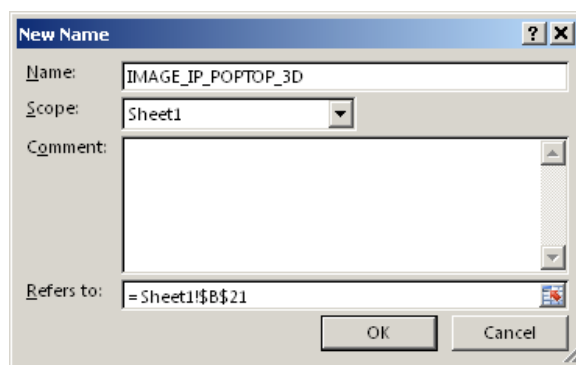 New Name
Name: IMAGE_IP_POPTOP_3D
Scope: Sheet1
Comment:
Refers to: =Sheet1!$B$21
OK Cancel